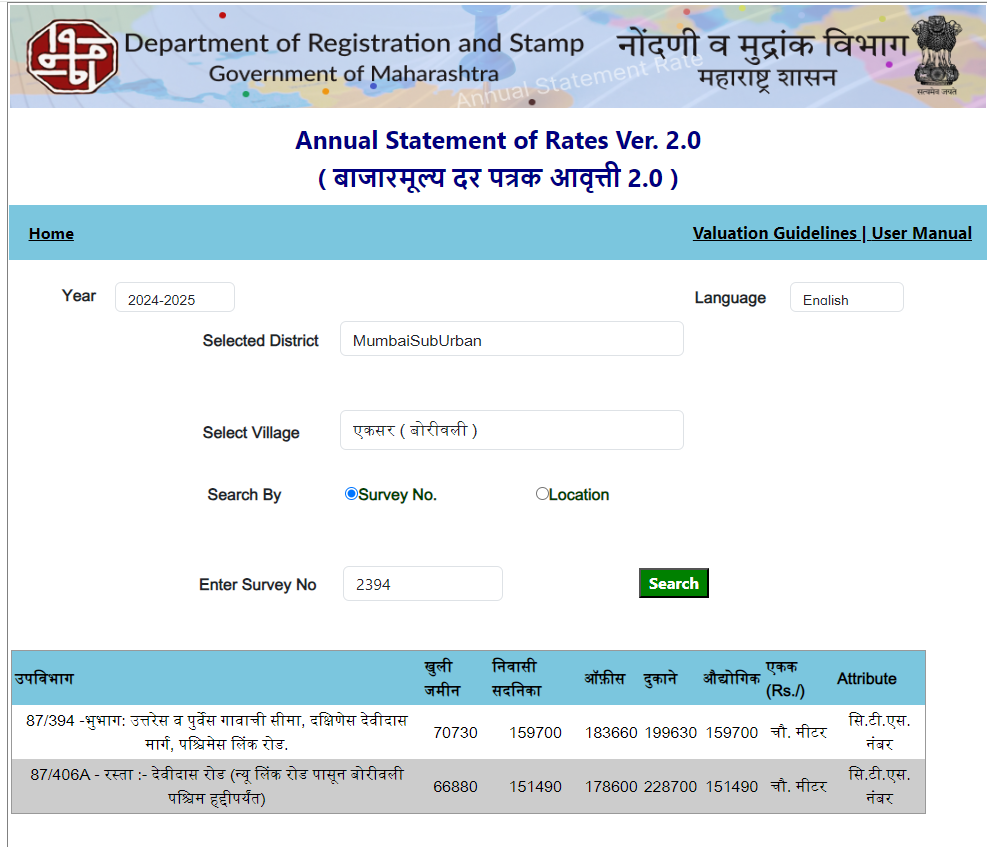 Department of Registration and Stamp
Government of Maharashtra
नोंदणी व मुद्रांक विभाग
महाराष्ट्र शासन
सत्यमेव जयते
Annual Statement Rate
Annual Statement of Rates Ver. 2.0
( बाजारमूल्य दर पत्रक आवृत्ती 2.0 )
Home Valuation Guidelines | User Manual
Year 2024-2025 Language English
Selected District MumbaiSubUrban
Select Village एकसर ( बोरीवली )
Search By Survey No. Location
Enter Survey No 2394 Search
उपविभाग खुली जमीन निवासी सदनिका ऑफ़ीस दुकाने औद्योगिक एकक (Rs./) Attribute
87/394 -भुभाग: उत्तरेस व पुर्वेस गावाची सीमा, दक्षिणेस देवीदास
मार्ग, पश्चिमेस लिंक रोड. 70730 159700 183660 199630 159700 चौ. मीटर सि.टी.एस. नंबर
87/406A - रस्ता :- देवीदास रोड (न्यू लिंक रोड पासून बोरीवली
पश्चिम हद्दीपर्यंत) 66880 151490 178600 228700 151490 चौ. मीटर सि.टी.एस. नंबर